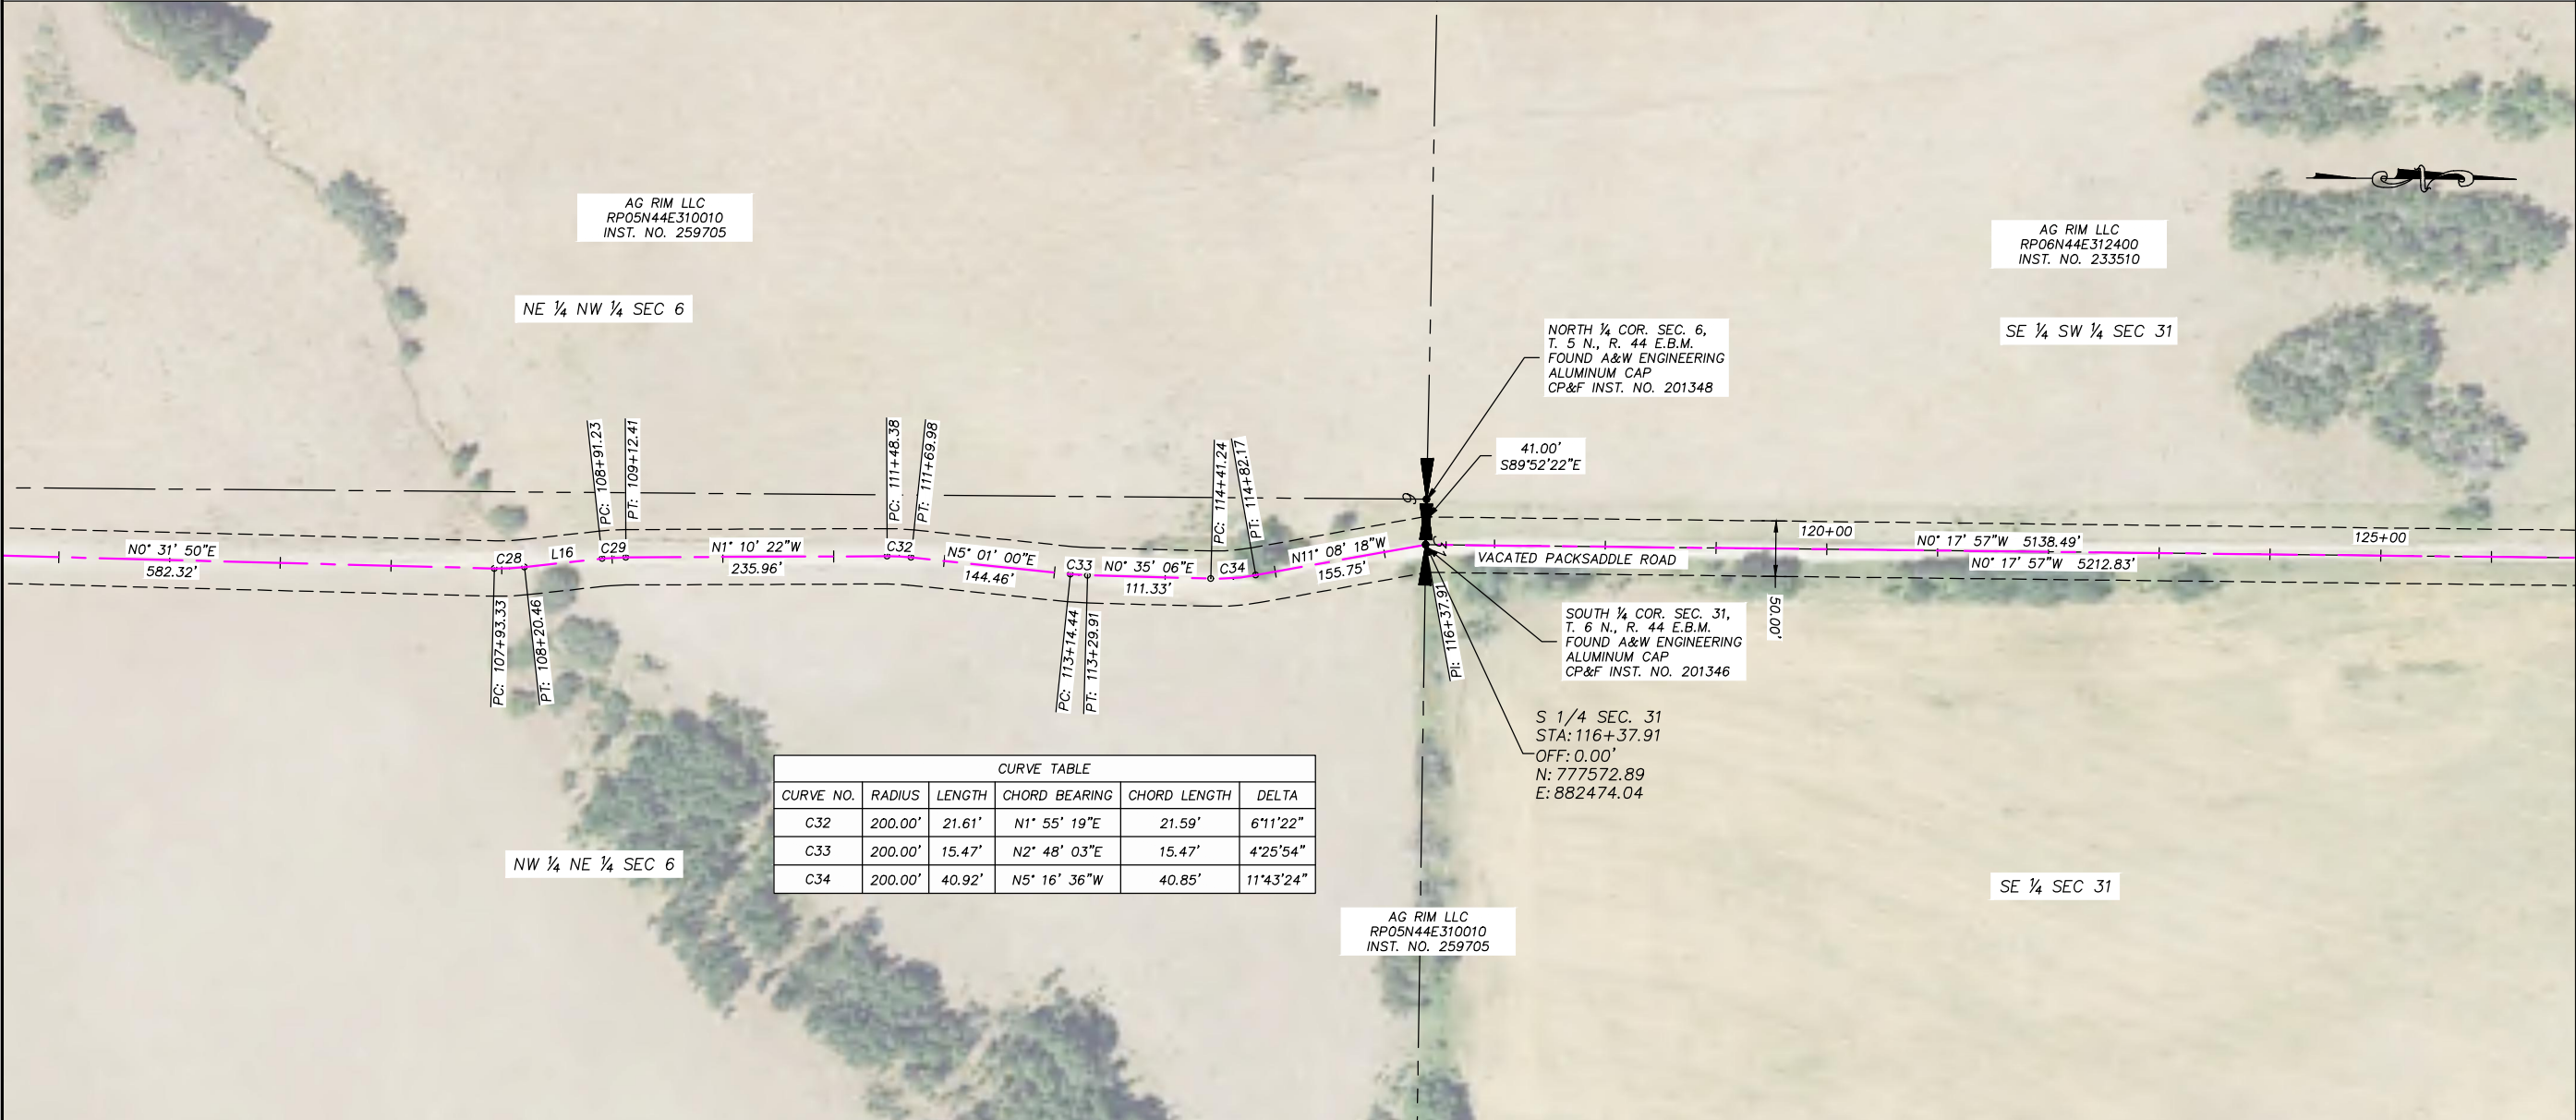 AG RIM LLC
RP05N44E310010
INST. NO. 259705
NE ¼ NW ¼ SEC 6
AG RIM LLC
RP06N44E312400
INST. NO. 233510
SE ¼ SW ¼ SEC 31
NORTH ¼ COR. SEC. 6,
T. 5 N., R. 44 E.B.M.
FOUND A&W ENGINEERING
ALUMINUM CAP
CP&F INST. NO. 201348
41.00'
S89°52'22"E
PC: 108+91.23
PT: 109+12.41
PC: 111+48.38
PT: 111+69.98
PC: 114+41.24
PT: 114+82.17
6
31
N0° 31' 50"E
582.32'
C28
L16
C29
N1° 10' 22"W
235.96'
C32
N5° 01' 00"E
144.46'
C33
N0° 35' 06"E
111.33'
C34
N11° 08' 18"W
155.75'
VACATED PACKSADDLE ROAD
120+00
N0° 17' 57"W 5138.49'
N0° 17' 57"W 5212.83'
125+00
50.00'
PC: 107+93.33
PT: 108+20.46
PC: 113+14.44
PT: 113+29.91
PI: 116+37.91
SOUTH ¼ COR. SEC. 31,
T. 6 N., R. 44 E.B.M.
FOUND A&W ENGINEERING
ALUMINUM CAP
CP&F INST. NO. 201346
S 1/4 SEC. 31
STA: 116+37.91
OFF: 0.00'
N: 777572.89
E: 882474.04
CURVE TABLE
CURVE NO. RADIUS LENGTH CHORD BEARING CHORD LENGTH DELTA
C32 200.00' 21.61' N1° 55' 19"E 21.59' 6°11'22"
C33 200.00' 15.47' N2° 48' 03"E 15.47' 4°25'54"
C34 200.00' 40.92' N5° 16' 36"W 40.85' 11°43'24"
NW ¼ NE ¼ SEC 6
SE ¼ SEC 31
AG RIM LLC
RP05N44E310010
INST. NO. 259705